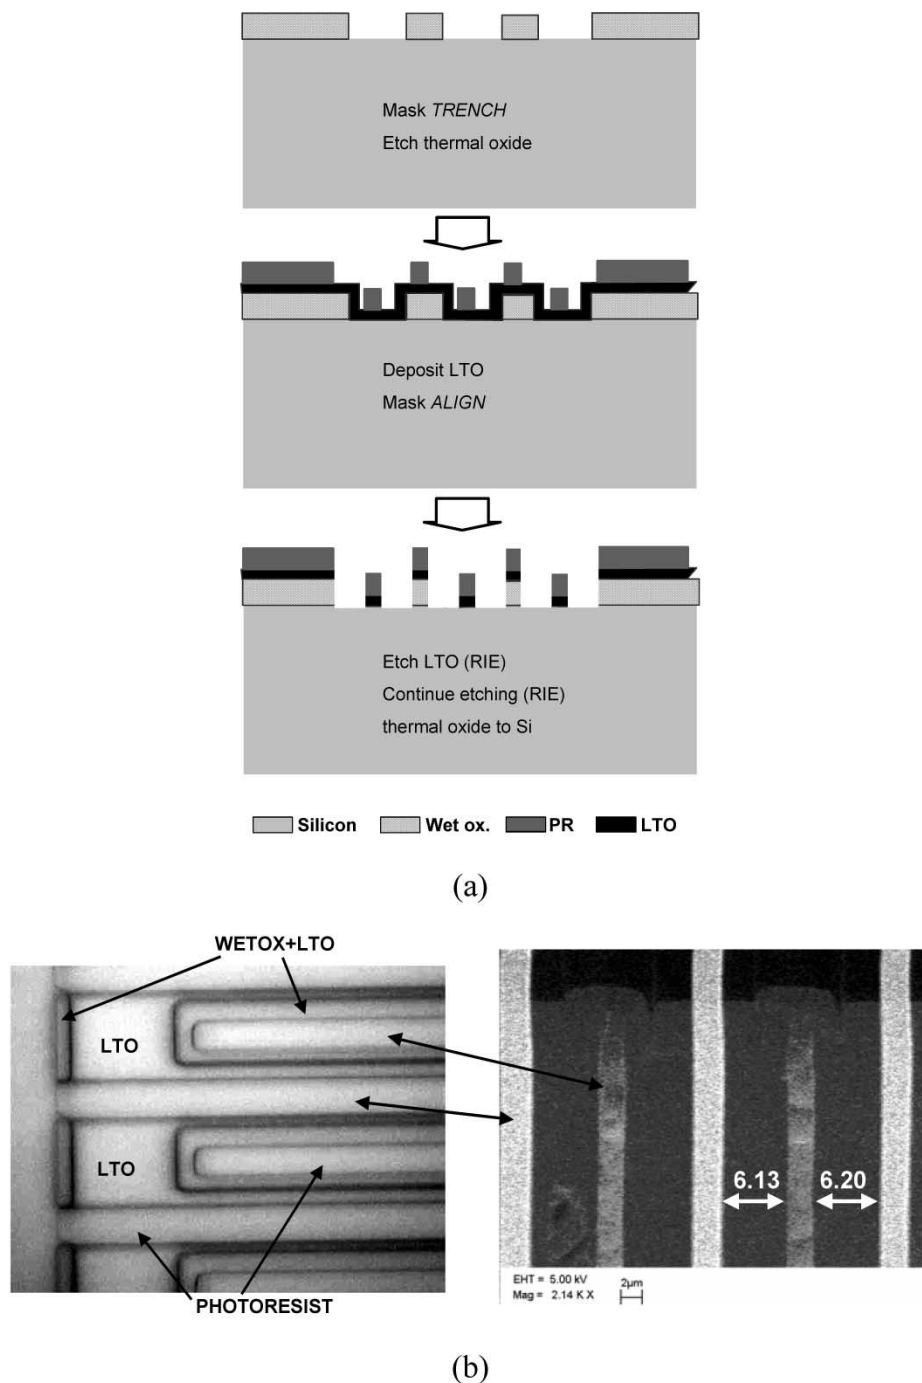 Mask TRENCH
Etch thermal oxide
Deposit LTO
Mask ALIGN
Etch LTO (RIE)
Continue etching (RIE)
thermal oxide to Si
Silicon Wet ox. PR LTO
(a)
WETOX+LTO
LTO
LTO
PHOTORESIST
6.13 6.20
EHT = 5.00 kV
Mag = 2.14 K X
2µm
(b)